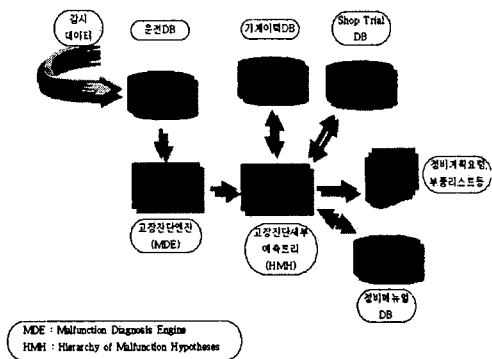 감시
데이터
운전DB
기계이력DB
Shop Trial
DB
정비계획요령,
부품리스트등
고장진단엔진
(MDE)
고장진단세부
예측트리
(HMH)
정비메뉴얼
DB
MDE : Malfunction Diagnosis Engine
HMH : Hierarchy of Malfunction Hypotheses